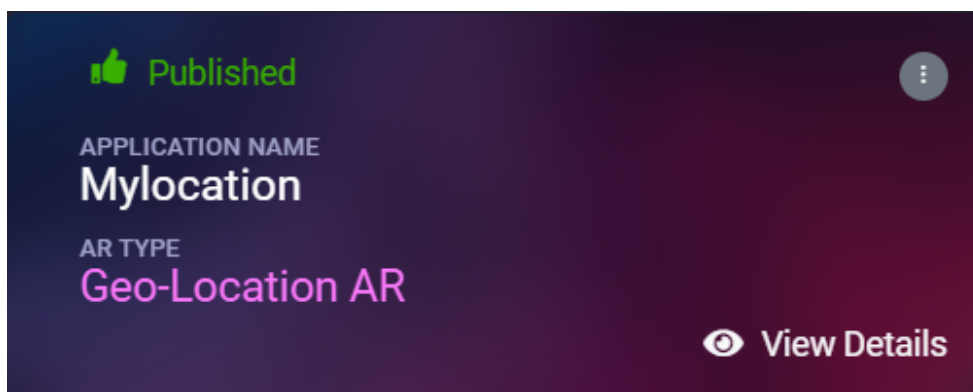 Published
APPLICATION NAME
Mylocation
AR TYPE
Geo-Location AR
View Details